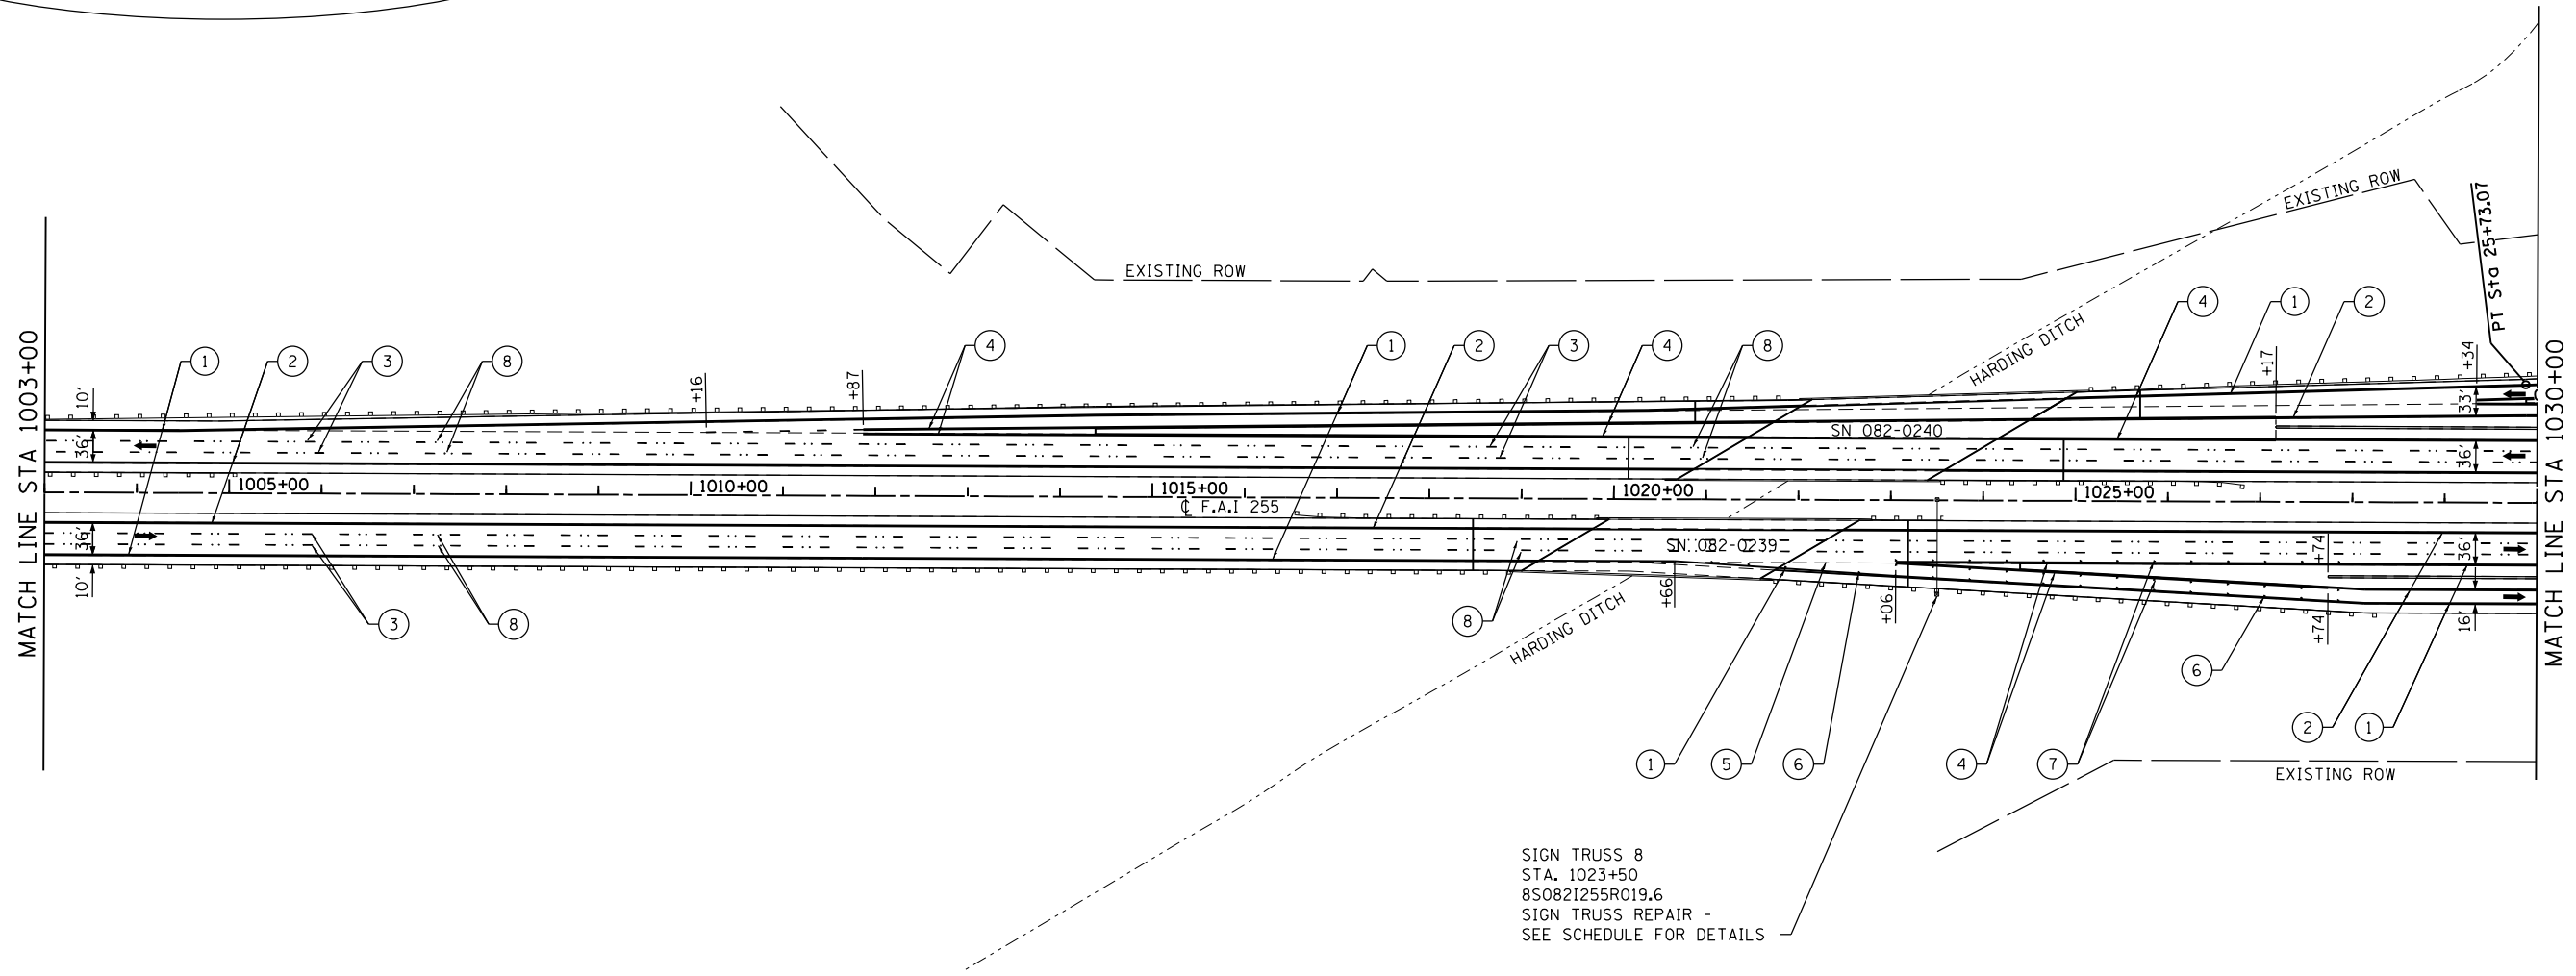 EXISTING ROW
EXISTING ROW
PT Sta 25+73.07
HARDING DITCH
4
1
2
1
2
3
8
4
1
2
3
4
8
MATCH LINE STA 1003+00
10'
+16
+87
+17
+34
33'
MATCH LINE STA 1030+00
36'
SN 082-0240
36'
1005+00
1010+00
1015+00
1020+00
1025+00
℄ F.A.I 255
36'
SN 082-0239
+74
36'
10'
+66
+06
+74
16'
3
8
8
HARDING DITCH
6
1
5
6
4
7
2
1
EXISTING ROW
SIGN TRUSS 8
STA. 1023+50
8S082I255R019.6
SIGN TRUSS REPAIR -
SEE SCHEDULE FOR DETAILS